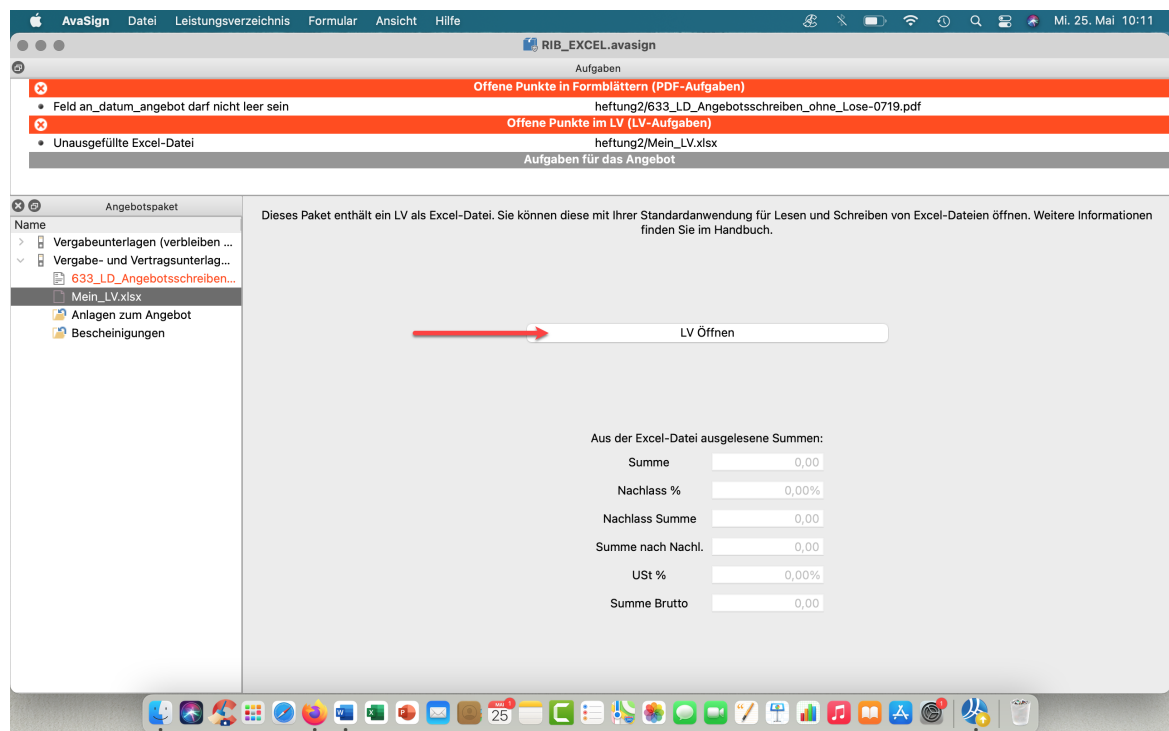 AvaSign Datei Leistungsverzeichnis Formular Ansicht Hilfe Mi. 25. Mai 10:11
RIB_EXCEL.avasign
Aufgaben
Offene Punkte in Formblättern (PDF-Aufgaben)
Feld an_datum_angebot darf nicht leer sein heftung2/633_LD_Angebotsschreiben_ohne_Lose-0719.pdf
Offene Punkte im LV (LV-Aufgaben)
Unausgefüllte Excel-Datei heftung2/Mein_LV.xlsx
Aufgaben für das Angebot
Angebotspaket
Name
Vergabeunterlagen (verbleiben ...
Vergabe- und Vertragsunterlag...
633_LD_Angebotsschreiben...
Mein_LV.xlsx
Anlagen zum Angebot
Bescheinigungen
Dieses Paket enthält ein LV als Excel-Datei. Sie können diese mit Ihrer Standardanwendung für Lesen und Schreiben von Excel-Dateien öffnen. Weitere Informationen
finden Sie im Handbuch.
LV Öffnen
Aus der Excel-Datei ausgelesene Summen:
Summe 0,00
Nachlass % 0,00%
Nachlass Summe 0,00
Summe nach Nachl. 0,00
USt % 0,00%
Summe Brutto 0,00
MAI
25